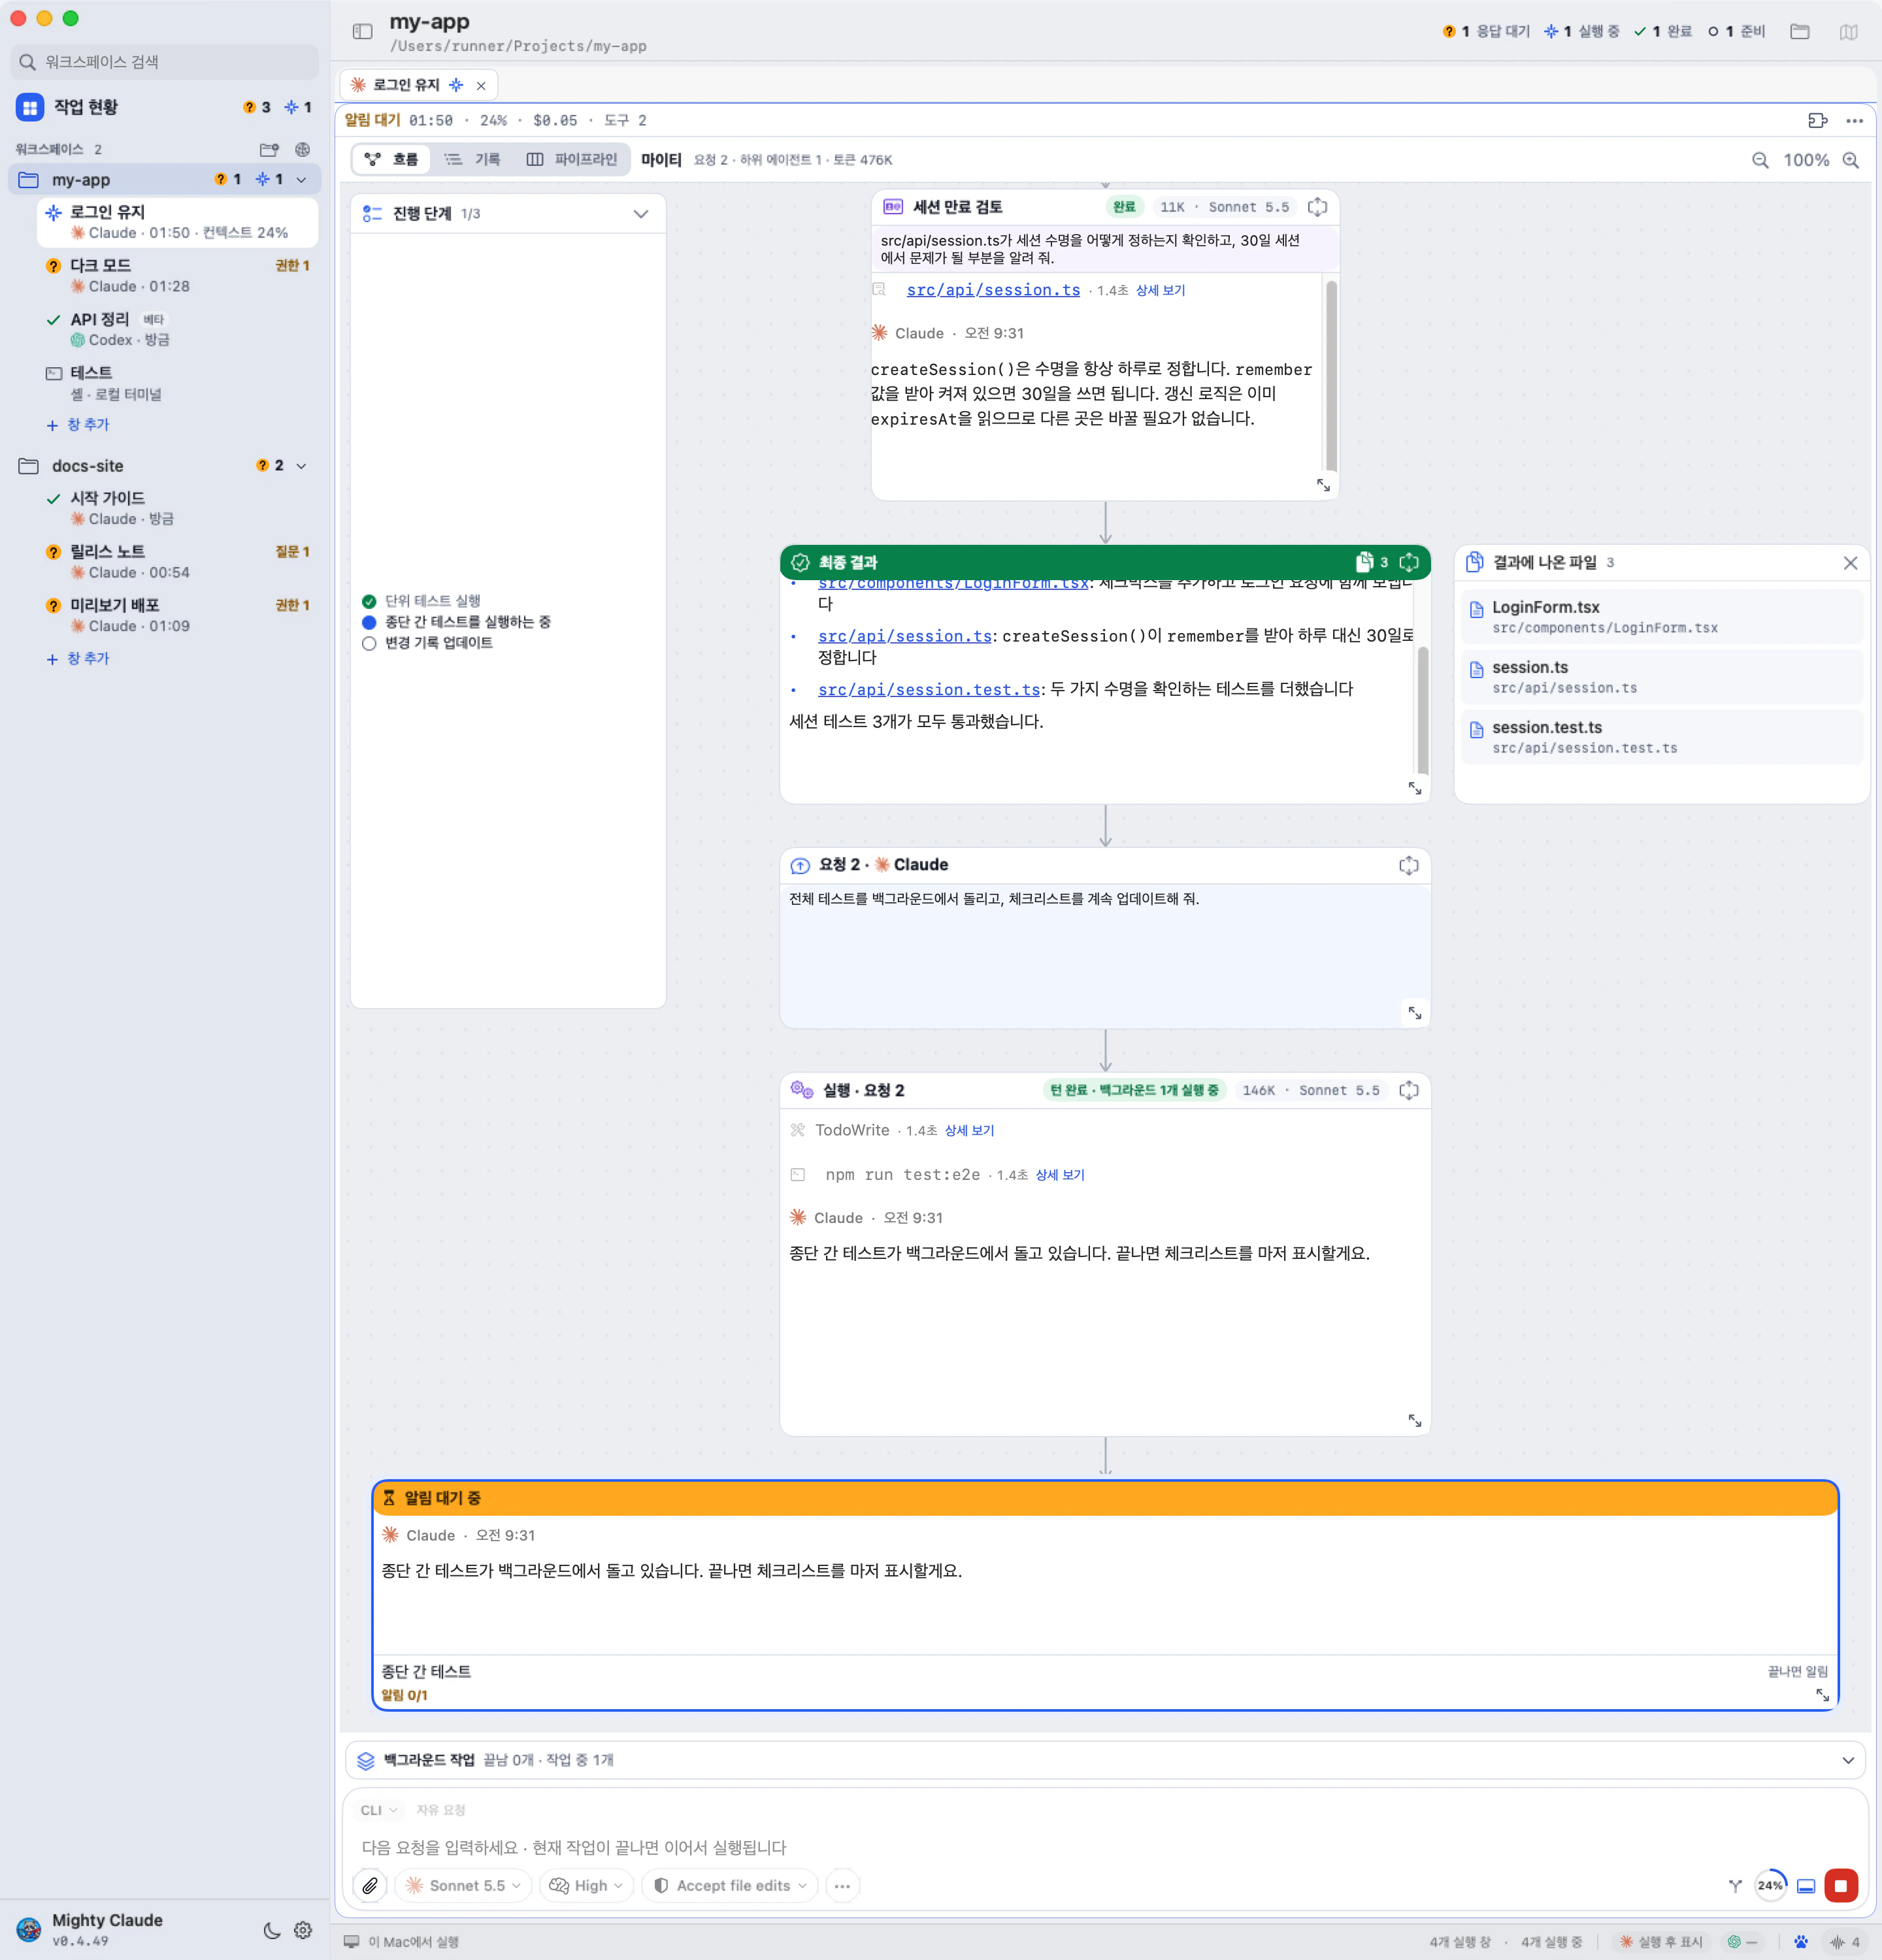 워크스페이스 검색
작업 현황 3 1
워크스페이스 2
my-app 1 1
로그인 유지
Claude · 01:50 · 컨텍스트 24%
다크 모드 권한 1
Claude · 01:28
API 정리 베타
Codex · 방금
테스트
셸 · 로컬 터미널
+ 창 추가
docs-site 2
시작 가이드
Claude · 방금
릴리스 노트 질문 1
Claude · 00:54
미리보기 배포 권한 1
Claude · 01:09
+ 창 추가
Mighty Claude
v0.4.49
my-app
/Users/runner/Projects/my-app
1 응답 대기 1 실행 중 1 완료 1 준비
로그인 유지
알림 대기 01:50 · 24% · $0.05 · 도구 2
흐름 기록 파이프라인 마이티 요청 2 · 하위 에이전트 1 · 토큰 476K
100%
진행 단계 1/3
단위 테스트 실행
종단 간 테스트를 실행하는 중
변경 기록 업데이트
세션 만료 검토 완료 11K · Sonnet 5.5
src/api/session.ts가 세션 수명을 어떻게 정하는지 확인하고, 30일 세션
에서 문제가 될 부분을 알려 줘.
src/api/session.ts · 1.4초 상세 보기
Claude · 오전 9:31
createSession()은 수명을 항상 하루로 정합니다. remember
값을 받아 켜져 있으면 30일을 쓰면 됩니다. 갱신 로직은 이미
expiresAt을 읽으므로 다른 곳은 바꿀 필요가 없습니다.
최종 결과 3
src/components/LoginForm.tsx: 체크박스를 추가하고 로그인 요청에 함께 보냅니
다
src/api/session.ts: createSession()이 remember를 받아 하루 대신 30일로
정합니다
src/api/session.test.ts: 두 가지 수명을 확인하는 테스트를 더했습니다
세션 테스트 3개가 모두 통과했습니다.
결과에 나온 파일 3
LoginForm.tsx
src/components/LoginForm.tsx
session.ts
src/api/session.ts
session.test.ts
src/api/session.test.ts
요청 2 · Claude
전체 테스트를 백그라운드에서 돌리고, 체크리스트를 계속 업데이트해 줘.
실행 · 요청 2 턴 완료 · 백그라운드 1개 실행 중 146K · Sonnet 5.5
TodoWrite · 1.4초 상세 보기
npm run test:e2e · 1.4초 상세 보기
Claude · 오전 9:31
종단 간 테스트가 백그라운드에서 돌고 있습니다. 끝나면 체크리스트를 마저 표시할게요.
알림 대기 중
Claude · 오전 9:31
종단 간 테스트가 백그라운드에서 돌고 있습니다. 끝나면 체크리스트를 마저 표시할게요.
종단 간 테스트 끝나면 알림
알림 0/1
백그라운드 작업 끝남 0개 · 작업 중 1개
CLI 자유 요청
다음 요청을 입력하세요 · 현재 작업이 끝나면 이어서 실행됩니다
Sonnet 5.5 High Accept file edits 24%
이 Mac에서 실행 4개 실행 창 · 4개 실행 중 실행 후 표시 — 4